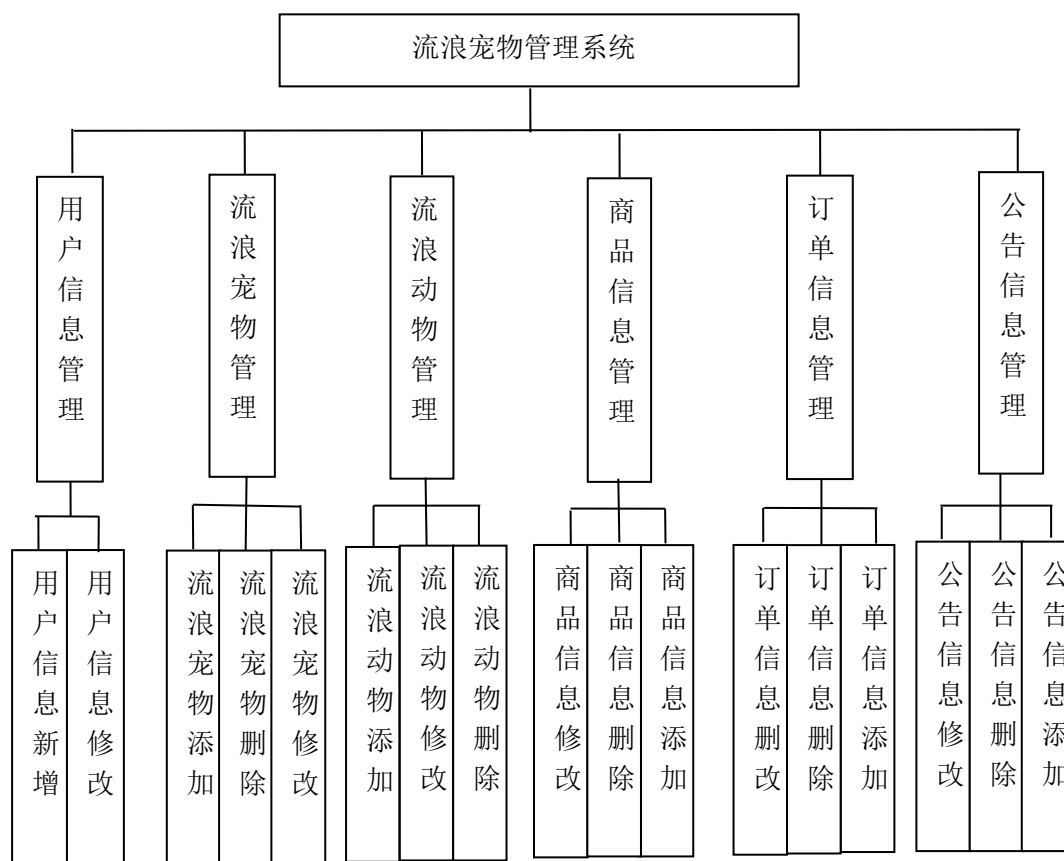 流浪宠物管理系统
用户信息管理
流浪宠物管理
流浪动物管理
商品信息管理
订单信息管理
公告信息管理
用户信息新增
用户信息修改
流浪宠物添加
流浪宠物删除
流浪宠物修改
流浪动物添加
流浪动物修改
流浪动物删除
商品信息修改
商品信息删除
商品信息添加
订单信息删改
订单信息删除
订单信息添加
公告信息修改
公告信息删除
公告信息添加